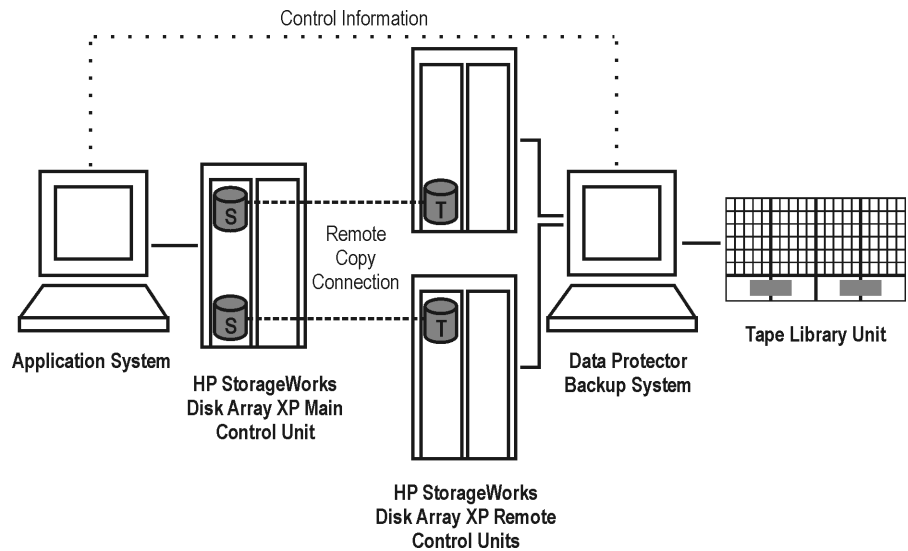 Control Information
S
T
Remote
Copy
Connection
S
T
Application System
HP StorageWorks
Disk Array XP Main
Control Unit
Data Protector
Backup System
Tape Library Unit
HP StorageWorks
Disk Array XP Remote
Control Units